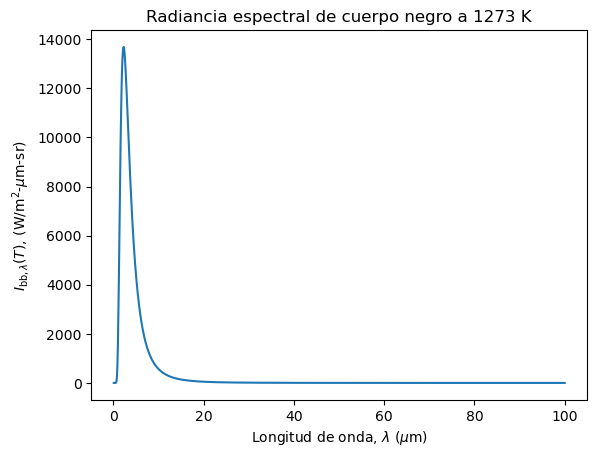 Radiancia espectral de cuerpo negro a 1273 K
14000
12000
10000
8000
6000
4000
2000
0
I_bb,λ(T), (W/m²-μm-sr)
0 20 40 60 80 100
Longitud de onda, λ (μm)